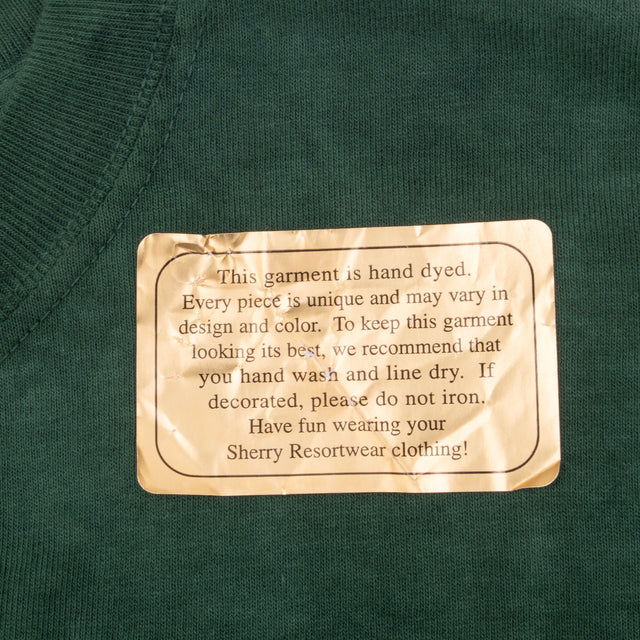 This garment is hand dyed.
Every piece is unique and may vary in
design and color. To keep this garment
looking its best, we recommend that
you hand wash and line dry. If
decorated, please do not iron.
Have fun wearing your
Sherry Resortwear clothing!